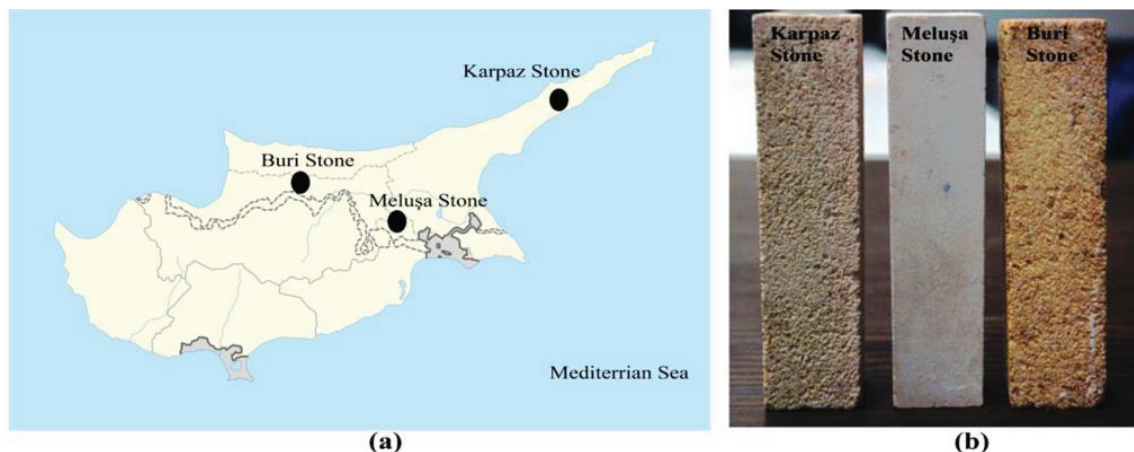 Karpaz Stone
Buri Stone
Meluşa Stone
Mediterrian Sea
(a)
Karpaz
Stone
Meluşa
Stone
Buri
Stone
(b)